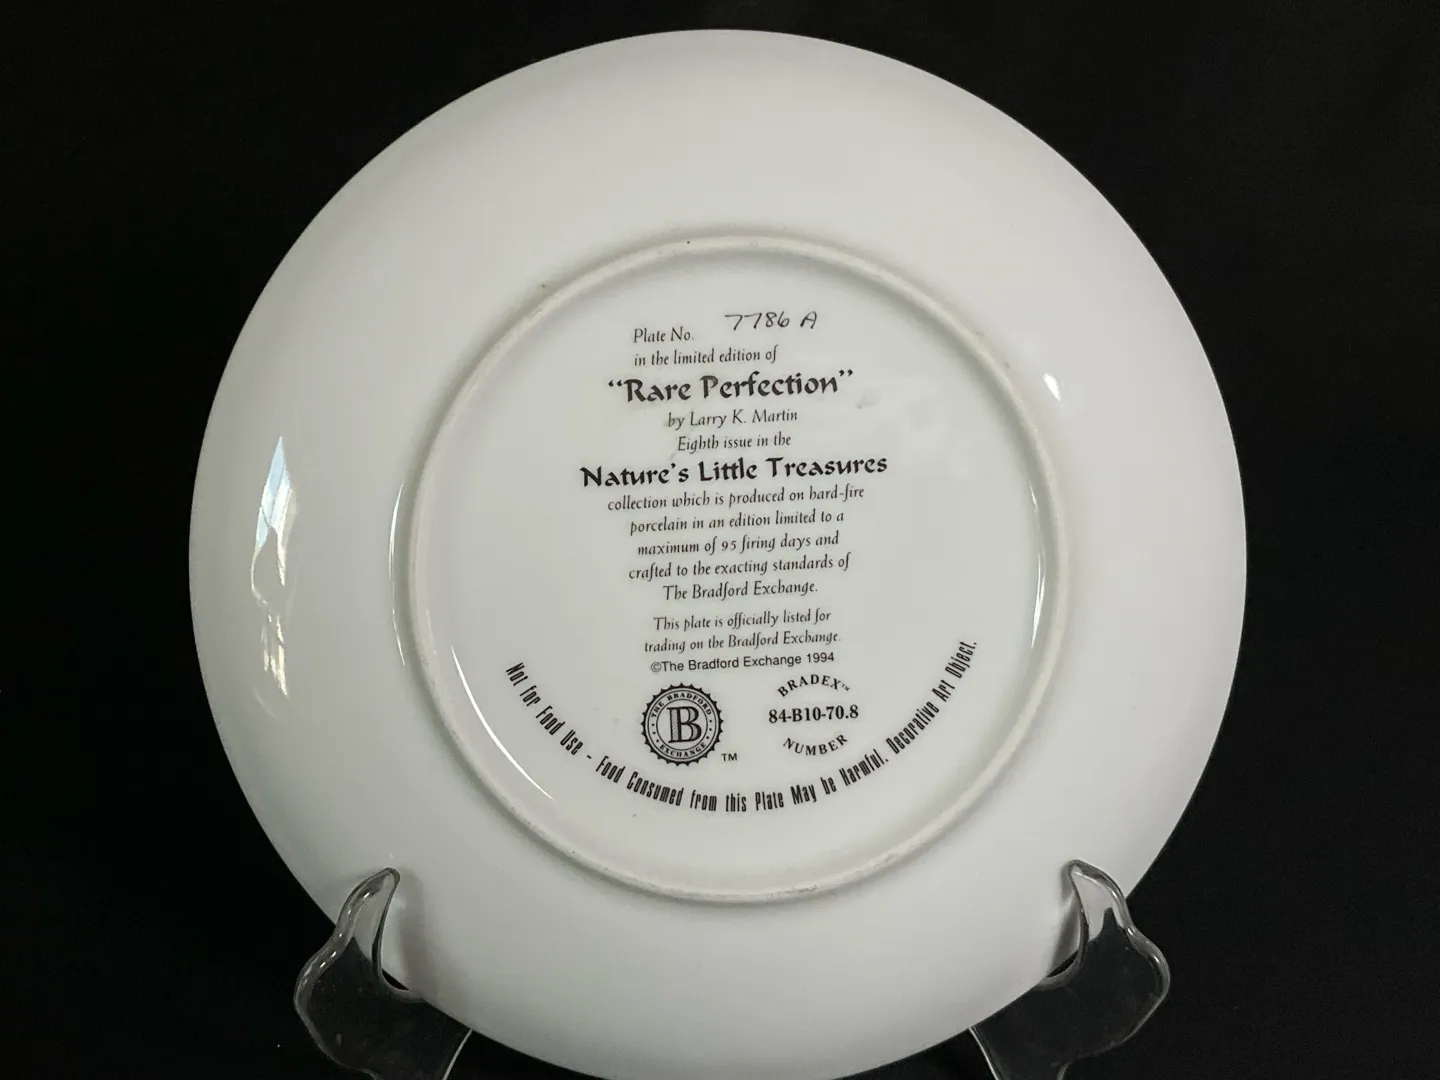 Plate No. 7786 A
in the limited edition of
“Rare Perfection”
by Larry K. Martin
Eighth issue in the
Nature's Little Treasures
collection which is produced on hard-fire
porcelain in an edition limited to a
maximum of 95 firing days and
crafted to the exacting standards of
The Bradford Exchange.
This plate is officially listed for
trading on the Bradford Exchange.
©The Bradford Exchange 1994
THE BRADFORD
B
EXCHANGE
TM
BRADEX™
84-B10-70.8
NUMBER
Not for Food Use - Food Consumed from this Plate May be Harmful. Decorative Art Object.